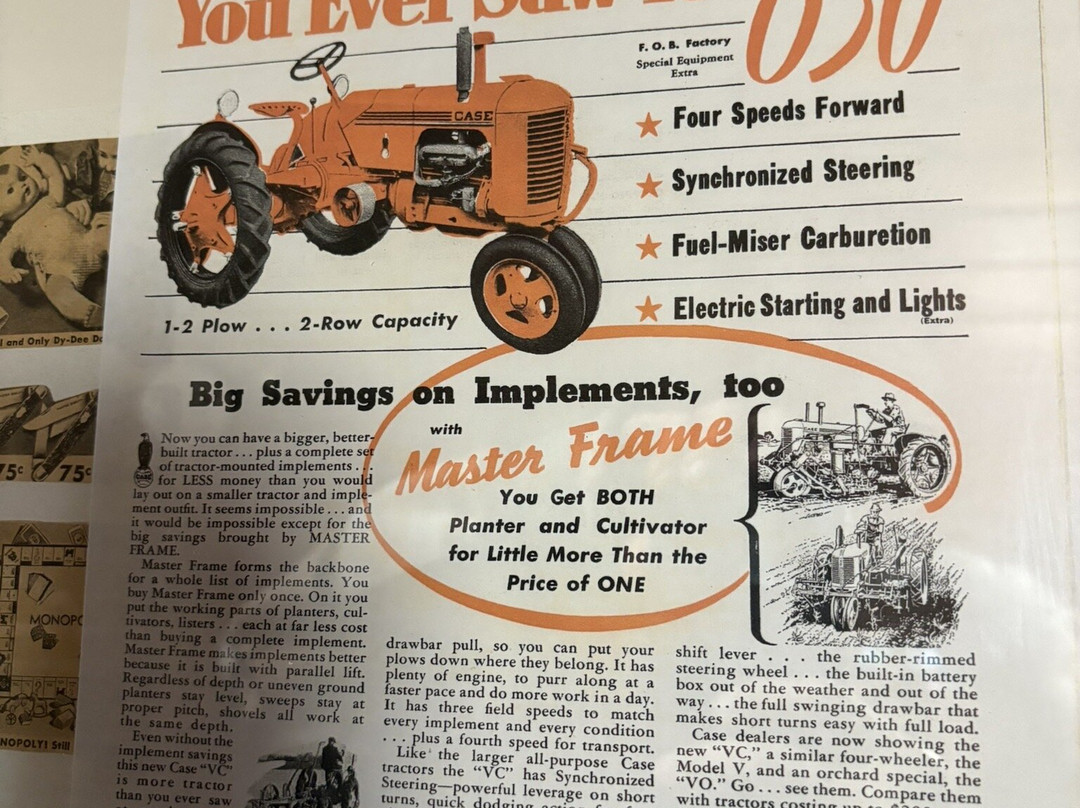 You Ever Saw
F. O. B. Factory
Special Equipment
Extra
CASE
★ Four Speeds Forward
★ Synchronized Steering
★ Fuel-Miser Carburetion
★ Electric Starting and Lights
(Extra)
1-2 Plow . . . 2-Row Capacity
Big Savings on Implements, too
with
Master Frame
You Get BOTH
Planter and Cultivator
for Little More Than the
Price of ONE
CASE
Now you can have a bigger, better-
built tractor . . . plus a complete set
of tractor-mounted implements . . .
for LESS money than you would
lay out on a smaller tractor and imple-
ment outfit. It seems impossible . . . and
it would be impossible except for the
big savings brought by MASTER
FRAME.
Master Frame forms the backbone
for a whole list of implements. You
buy Master Frame only once. On it you
put the working parts of planters, cul-
tivators, listers . . . each at far less cost
than buying a complete implement.
Master Frame makes implements better
because it is built with parallel lift.
Regardless of depth or uneven ground
planters stay level, sweeps stay at
proper pitch, shovels all work at
the same depth.
Even without the
implement savings
this new Case "VC"
is more tractor
than you ever saw
drawbar pull, so you can put your
plows down where they belong. It has
plenty of engine, to purr along at a
faster pace and do more work in a day.
It has three field speeds to match
every implement and every condition
. . . plus a fourth speed for transport.
Like the larger all-purpose Case
tractors the "VC" has Synchronized
Steering—powerful leverage on short
turns, quick dodging
shift lever . . . the rubber-rimmed
steering wheel . . . the built-in battery
box out of the weather and out of the
way . . . the full swinging drawbar that
makes short turns easy with full load.
Case dealers are now showing the
new "VC," a similar four-wheeler, the
Model V, and an orchard special, the
"VO." Go . . . see them. Compare them
with tractors costing up to
and Only Dy-Dee
75c
75c
MONOPO
NOPOLY! Still